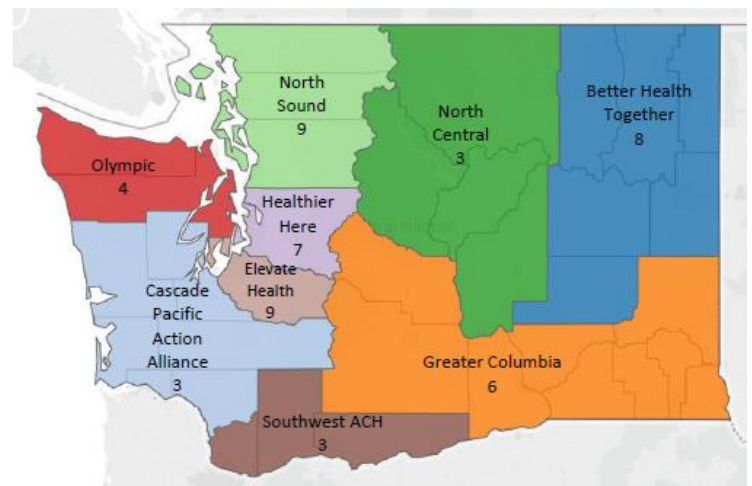 North
Sound
9
North
Central
3
Better Health
Together
8
Olympic
4
Healthier
Here
7
Elevate
Health
9
Cascade
Pacific
Action
Alliance
3
Greater Columbia
6
Southwest ACH
3